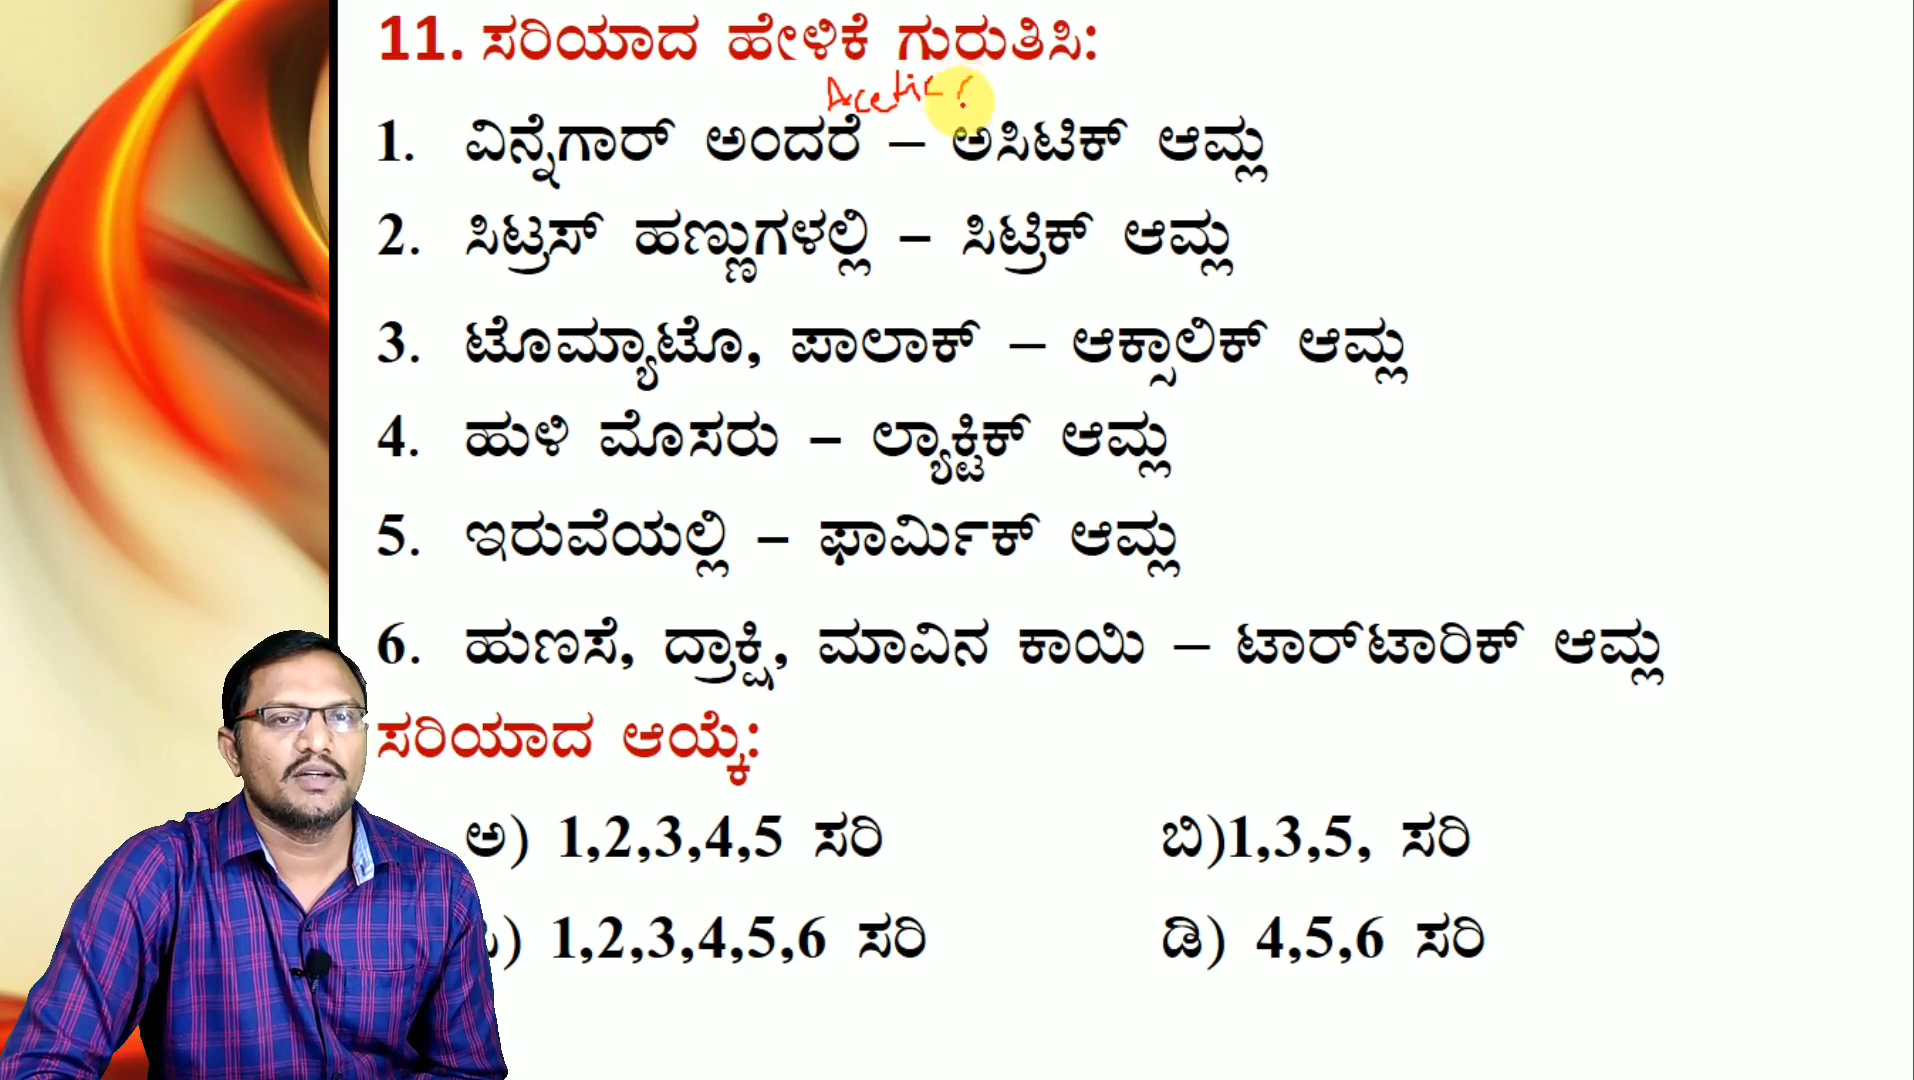 11. ಸರಿಯಾದ ಹೇಳಿಕೆ ಗುರುತಿಸಿ:
Acetic
1. ವಿನ್ನೆಗಾರ್ ಅಂದರೆ – ಅಸಿಟಿಕ್ ಆಮ್ಲ
2. ಸಿಟ್ರಸ್ ಹಣ್ಣುಗಳಲ್ಲಿ – ಸಿಟ್ರಿಕ್ ಆಮ್ಲ
3. ಟೊಮ್ಯಾಟೊ, ಪಾಲಾಕ್ – ಆಕ್ಸಾಲಿಕ್ ಆಮ್ಲ
4. ಹುಳಿ ಮೊಸರು – ಲ್ಯಾಕ್ಟಿಕ್ ಆಮ್ಲ
5. ಇರುವೆಯಲ್ಲಿ – ಫಾರ್ಮಿಕ್ ಆಮ್ಲ
6. ಹುಣಸೆ, ದ್ರಾಕ್ಷಿ, ಮಾವಿನ ಕಾಯಿ – ಟಾರ್‌ಟಾರಿಕ್ ಆಮ್ಲ
ಸರಿಯಾದ ಆಯ್ಕೆ:
ಅ) 1,2,3,4,5 ಸರಿ ಬಿ)1,3,5, ಸರಿ
) 1,2,3,4,5,6 ಸರಿ ಡಿ) 4,5,6 ಸರಿ